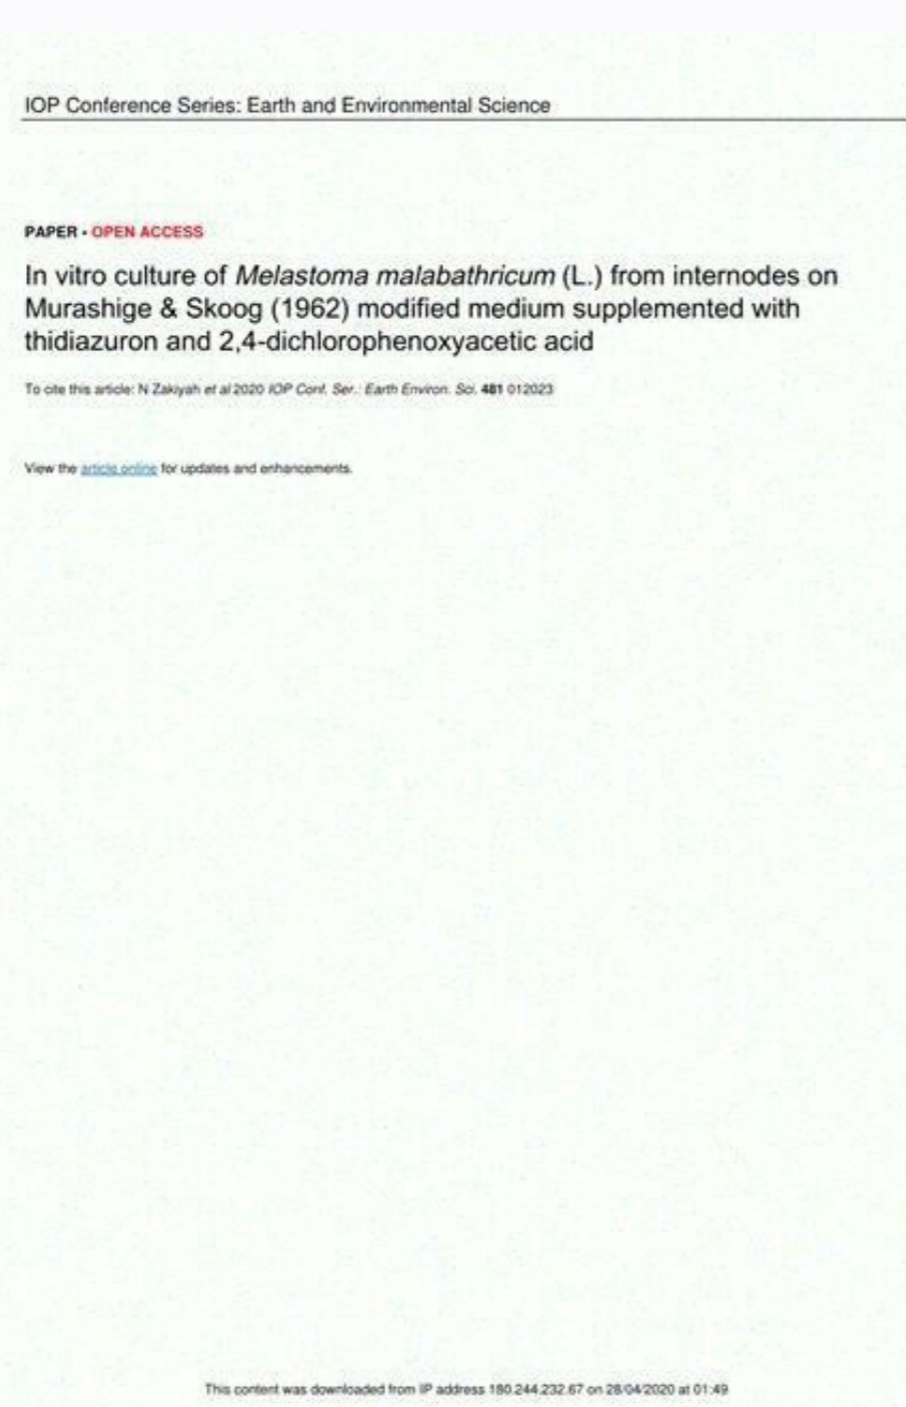 IOP Conference Series: Earth and Environmental Science
PAPER • OPEN ACCESS
In vitro culture of Melastoma malabathricum (L.) from internodes on
Murashige & Skoog (1962) modified medium supplemented with
thidiazuron and 2,4-dichlorophenoxyacetic acid
To cite this article: N Zakiyah et al 2020 IOP Conf. Ser.: Earth Environ. Sci. 481 012023
View the article online for updates and enhancements.
This content was downloaded from IP address 180.244.232.67 on 28/04/2020 at 01:49